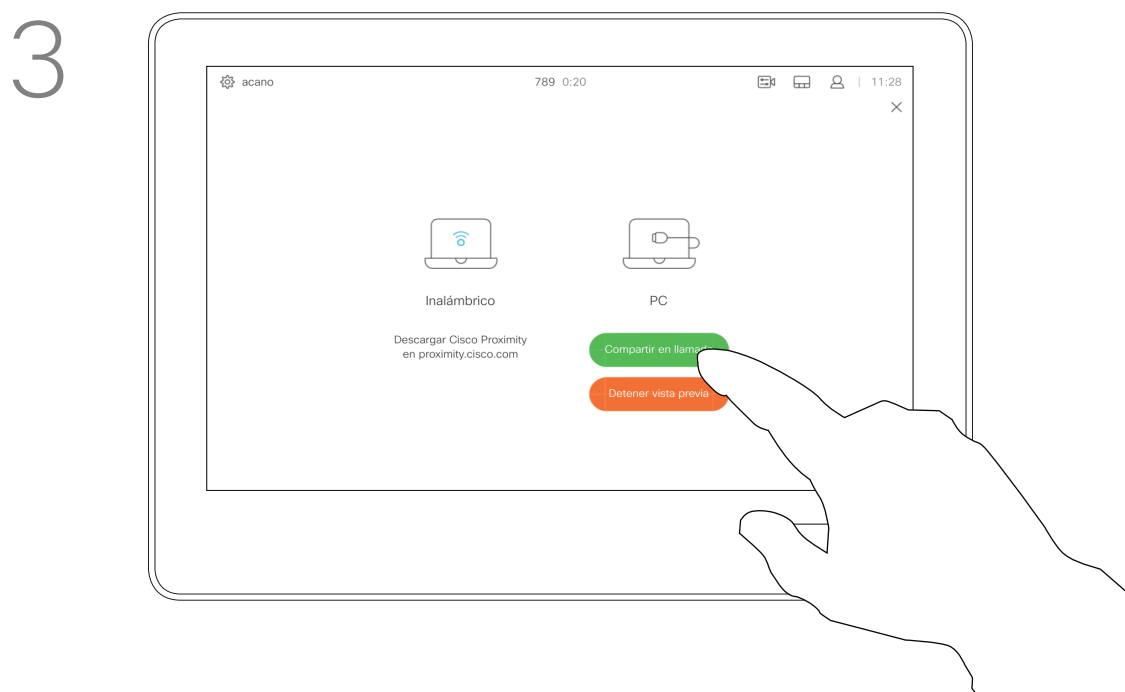 3
acano
789 0:20
11:28
Inalámbrico
PC
Descargar Cisco Proximity
en proximity.cisco.com
Compartir en llamad
Detener vista previa